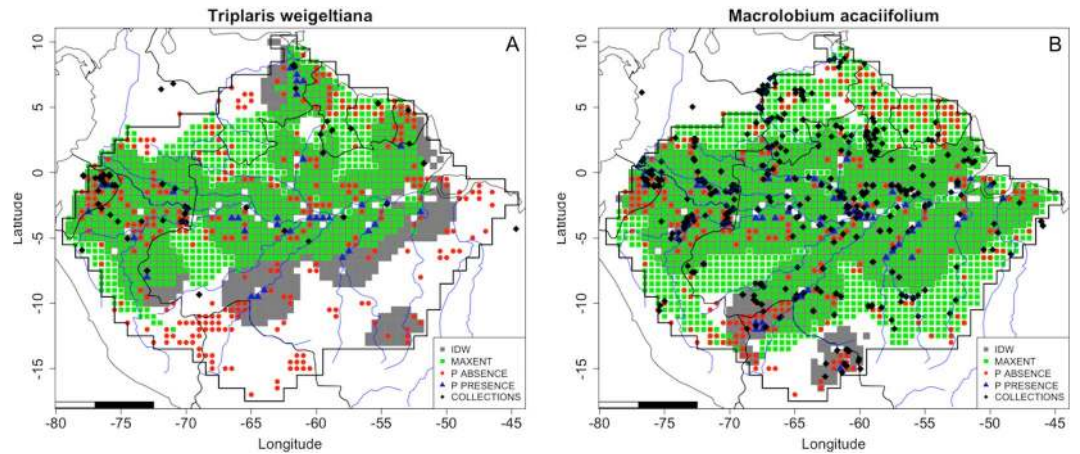 Triplaris weigeltiana
A
Latitude
10
5
0
-5
-10
-15
-80
-75
-70
-65
-60
-55
-50
-45
Longitude
IDW
MAXENT
P ABSENCE
P PRESENCE
COLLECTIONS
Macrolobium acaciifolium
B
Latitude
10
5
0
-5
-10
-15
-80
-75
-70
-65
-60
-55
-50
-45
Longitude
IDW
MAXENT
P ABSENCE
P PRESENCE
COLLECTIONS